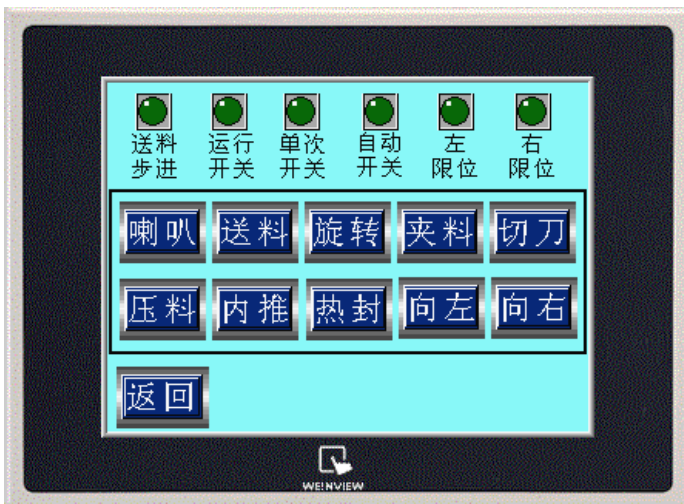 送料 运行 单次 自动 左 右
步进 开关 开关 开关 限位 限位
喇叭 送料 旋转 夹料 切刀
压料 内推 热封 向左 向右
返回
WEINVIEW